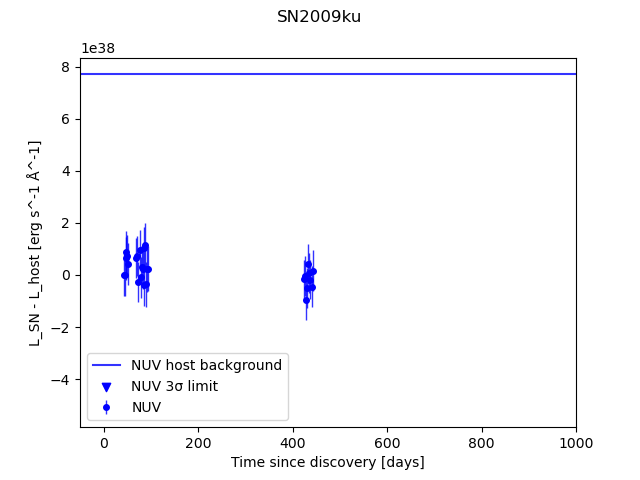 SN2009ku
1e38
8
6
4
2
0
−2
−4
L_SN - L_host [erg s^-1 Å^-1]
NUV host background
NUV 3σ limit
NUV
0
200
400
600
800
1000
Time since discovery [days]